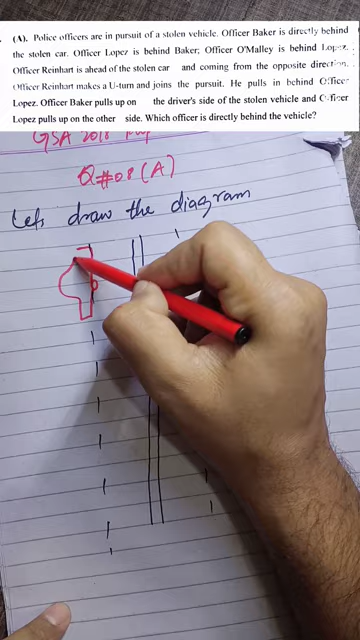 (A). Police officers are in pursuit of a stolen vehicle. Officer Baker is directly behind
the stolen car. Officer Lopez is behind Baker; Officer O'Malley is behind Lopez.
Officer Reinhart is ahead of the stolen car and coming from the opposite direction.
Officer Reinhart makes a U-turn and joins the pursuit. He pulls in behind Officer
Lopez. Officer Baker pulls up on the driver's side of the stolen vehicle and Officer
Lopez pulls up on the other side. Which officer is directly behind the vehicle?
GSA 2018
Q#08 (A)
Lets draw the diagram